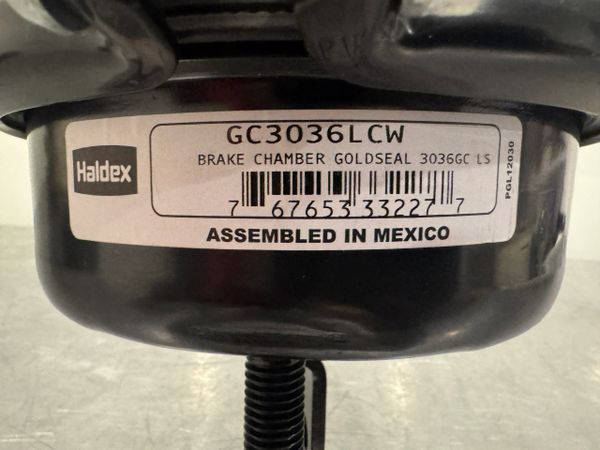 GC3036LCW
BRAKE CHAMBER GOLDSEAL 3036GC LS
Haldex
7 67653 33227 7
ASSEMBLED IN MEXICO
PGL12030